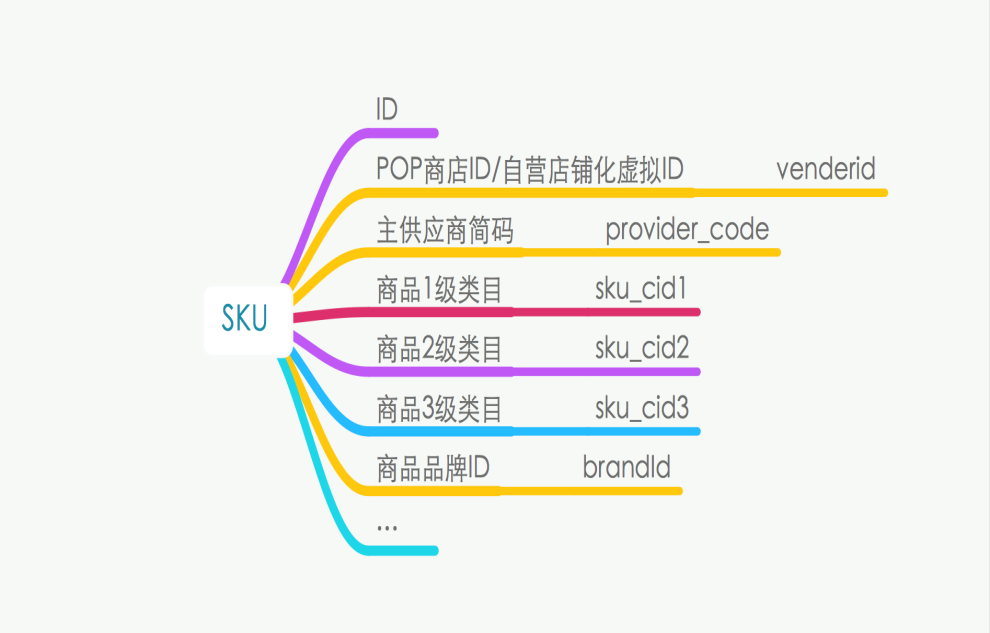 ID
POP商店ID/自营店铺化虚拟ID venderid
主供应商简码 provider_code
商品1级类目 sku_cid1
SKU
商品2级类目 sku_cid2
商品3级类目 sku_cid3
商品品牌ID brandId
...